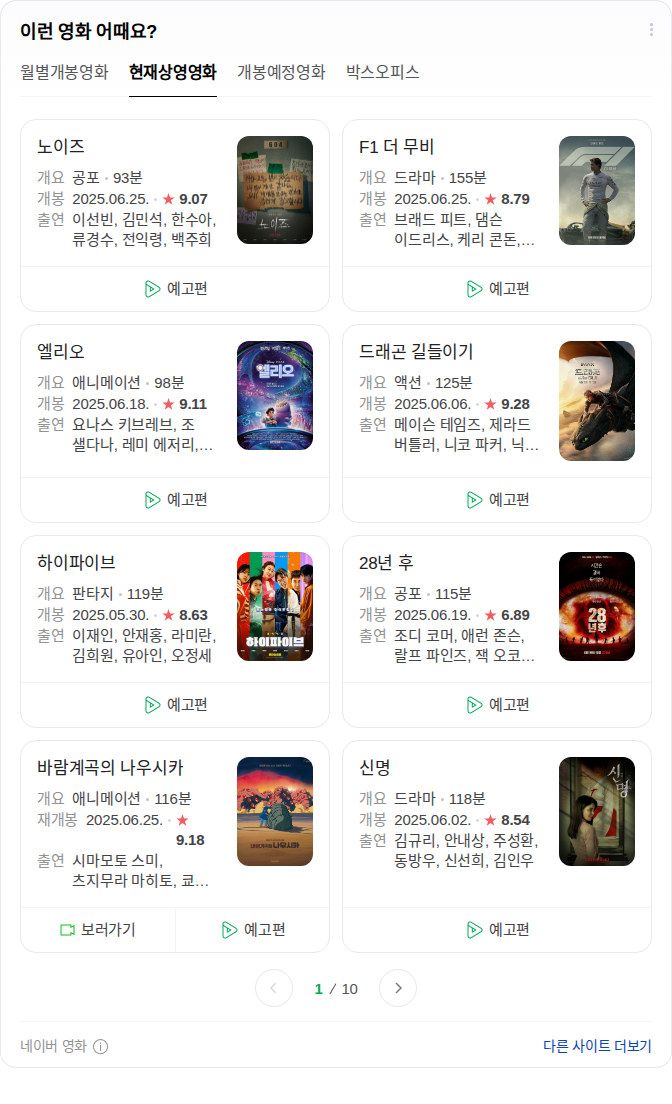 이런 영화 어때요?
월별개봉영화 현재상영영화 개봉예정영화 박스오피스
노이즈
개요 공포 · 93분
개봉 2025.06.25. · ★ 9.07
출연 이선빈, 김민석, 한수아,
류경수, 전익령, 백주희
예고편
F1 더 무비
개요 드라마 · 155분
개봉 2025.06.25. · ★ 8.79
출연 브래드 피트, 댐슨
이드리스, 케리 콘돈,...
예고편
엘리오
개요 애니메이션 · 98분
개봉 2025.06.18. · ★ 9.11
출연 요나스 키브레브, 조
샐다나, 레미 에저리,...
엘리오
예고편
드래곤 길들이기
개요 액션 · 125분
개봉 2025.06.06. · ★ 9.28
출연 메이슨 테임즈, 제라드
버틀러, 니코 파커, 닉...
예고편
하이파이브
개요 판타지 · 119분
개봉 2025.05.30. · ★ 8.63
출연 이재인, 안재홍, 라미란,
김희원, 유아인, 오정세
하이파이브
예고편
28년 후
개요 공포 · 115분
개봉 2025.06.19. · ★ 6.89
출연 조디 코머, 애런 존슨,
랄프 파인즈, 잭 오코...
28
년 후
예고편
바람계곡의 나우시카
개요 애니메이션 · 116분
재개봉 2025.06.25. · ★
9.18
출연 시마모토 스미,
츠지무라 마히토, 쿄...
보러가기
예고편
신명
개요 드라마 · 118분
개봉 2025.06.02. · ★ 8.54
출연 김규리, 안내상, 주성환,
동방우, 신선희, 김인우
신명
예고편
1 / 10
네이버 영화
다른 사이트 더보기